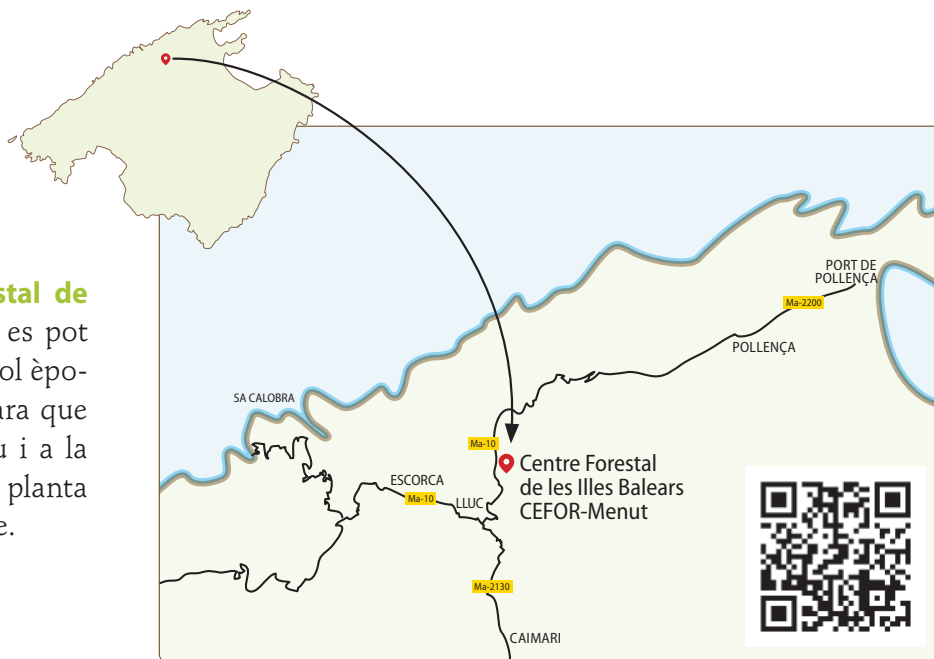 stal de
es pot
ol èpo-
ara que
u i a la
planta
e.
PORT DE
POLLENÇA
Ma-2200
POLLENÇA
SA CALOBRA
Ma-10
Centre Forestal
de les Illes Balears
CEFOR-Menut
ESCORCA
Ma-10
LLUC
Ma-2130
CAIMARI